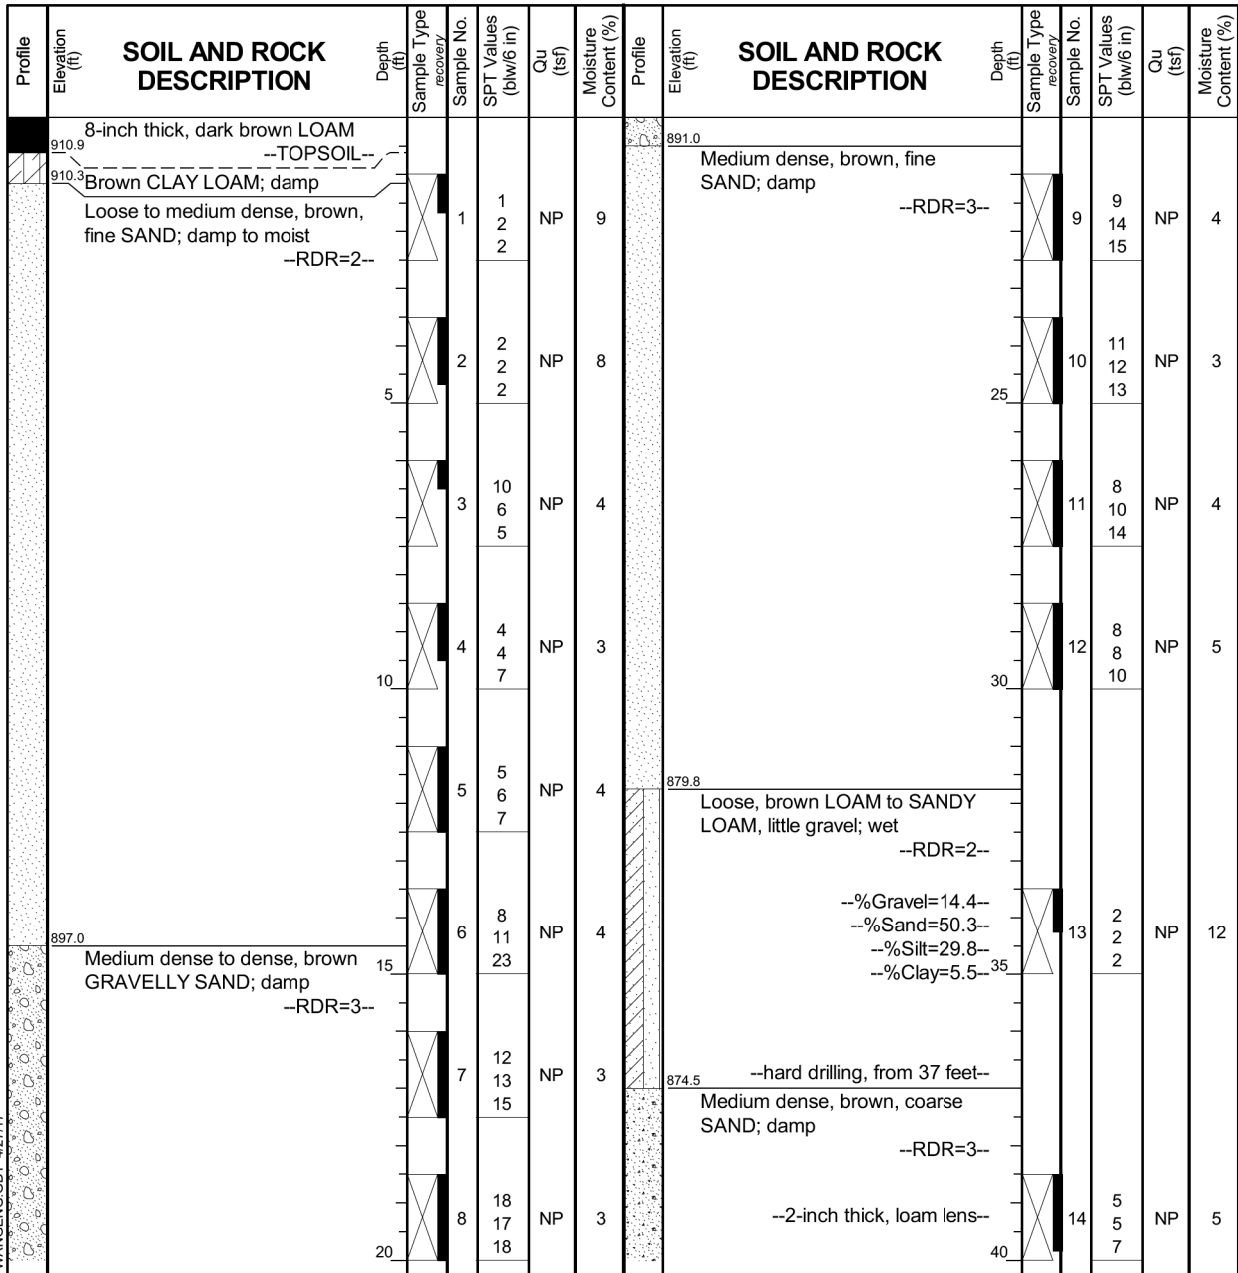 Profile
Elevation
(ft)
SOIL AND ROCK
DESCRIPTION
Depth
(ft)
Sample Type
recovery
Sample No.
SPT Values
(blw/6 in)
Qu
(tsf)
Moisture
Content (%)
8-inch thick, dark brown LOAM
910.9
--TOPSOIL--
910.3
Brown CLAY LOAM; damp
Loose to medium dense, brown,
fine SAND; damp to moist
--RDR=2--
1
1
2
2
NP
9
2
2
2
2
NP
8
5
3
10
6
5
NP
4
4
4
4
7
NP
3
10
5
5
6
7
NP
4
6
8
11
23
NP
4
897.0
Medium dense to dense, brown
15
GRAVELLY SAND; damp
--RDR=3--
7
12
13
15
NP
3
8
18
17
18
NP
3
20
Profile
Elevation
(ft)
SOIL AND ROCK
DESCRIPTION
Depth
(ft)
Sample Type
recovery
Sample No.
SPT Values
(blw/6 in)
Qu
(tsf)
Moisture
Content (%)
891.0
Medium dense, brown, fine
SAND; damp
--RDR=3--
9
9
14
15
NP
4
10
11
12
13
NP
3
25
11
8
10
14
NP
4
12
8
8
10
NP
5
30
879.8
Loose, brown LOAM to SANDY
LOAM, little gravel; wet
--RDR=2--
--%Gravel=14.4--
--%Sand=50.3--
--%Silt=29.8--
--%Clay=5.5--
35
13
2
2
2
NP
12
--hard drilling, from 37 feet--
874.5
Medium dense, brown, coarse
SAND; damp
--RDR=3--
--2-inch thick, loam lens--
14
5
5
7
NP
5
40